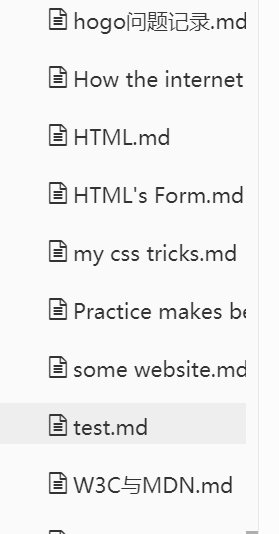 hogo问题记录.md
How the internet
HTML.md
HTML's Form.md
my css tricks.md
Practice makes be
some website.md
test.md
W3C与MDN.md